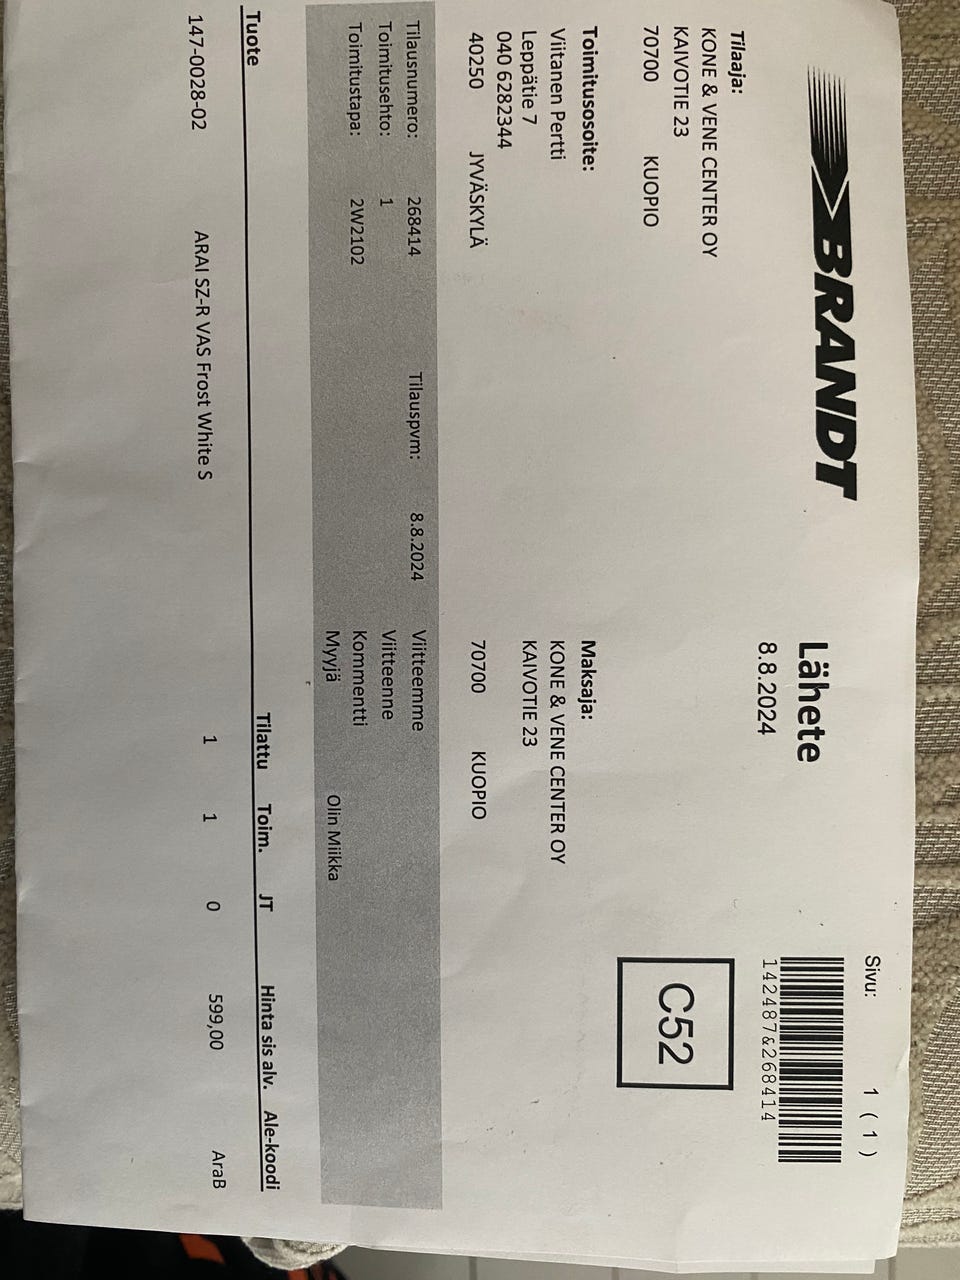 BRANDT
Lähete
8.8.2024
Sivu: 1 ( 1 )
142487&268414
C52
Tilaaja:
KONE & VENE CENTER OY
KAIVOTIE 23
70700 KUOPIO
Toimitusosoite:
Viitanen Pertti
Leppätie 7
040 6282344
40250 JYVÄSKYLÄ
Maksaja:
KONE & VENE CENTER OY
KAIVOTIE 23
70700 KUOPIO
Tilausnumero: 268414 Tilauspvm: 8.8.2024 Viitteemme
Toimitusehto: 1 Viitteenne
Toimitustapa: 2W2102 Kommentti
Myyjä Olin Miikka
Tuote Tilattu Toim. JT Hinta sis alv. Ale-koodi
147-0028-02 ARAI SZ-R VAS Frost White S 1 1 0 599,00 AraB